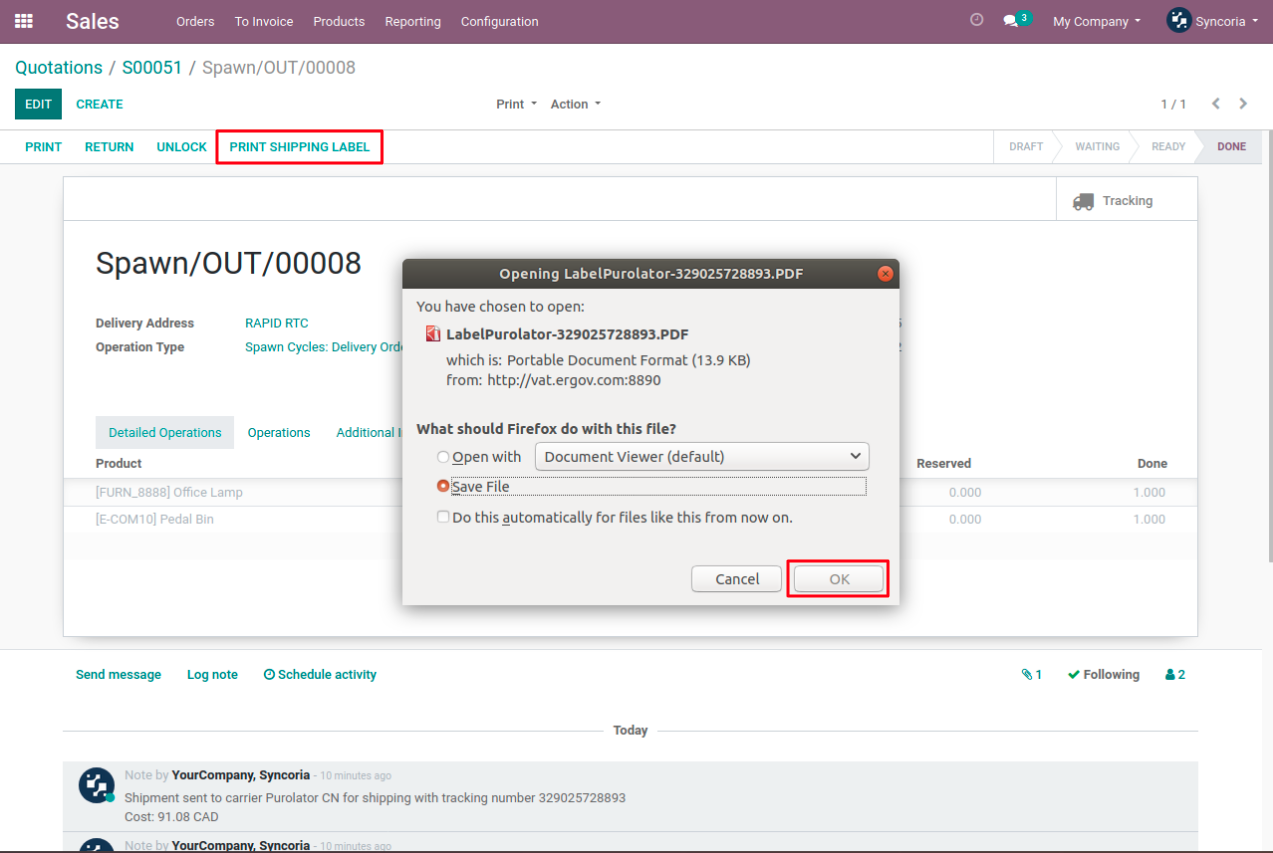 Sales Orders To Invoice Products Reporting Configuration 3 My Company Syncoria
Quotations / S00051 / Spawn/OUT/00008
EDIT CREATE Print Action 1 / 1
PRINT RETURN UNLOCK PRINT SHIPPING LABEL DRAFT WAITING READY DONE
Tracking
Spawn/OUT/00008
Delivery Address RAPID RTC
Operation Type Spawn Cycles: Delivery Orde
Opening LabelPurolator-329025728893.PDF
You have chosen to open:
LabelPurolator-329025728893.PDF
which is: Portable Document Format (13.9 KB)
from: http://vat.ergov.com:8890
What should Firefox do with this file?
Open with Document Viewer (default)
Save File
Do this automatically for files like this from now on.
Cancel OK
Detailed Operations Operations Additional
Product Reserved Done
[FURN_8888] Office Lamp 0.000 1.000
[E-COM10] Pedal Bin 0.000 1.000
Send message Log note Schedule activity 1 Following 2
Today
Note by YourCompany, Syncoria - 10 minutes ago
Shipment sent to carrier Purolator CN for shipping with tracking number 329025728893
Cost: 91.08 CAD
Note by YourCompany, Syncoria - 10 minutes ago